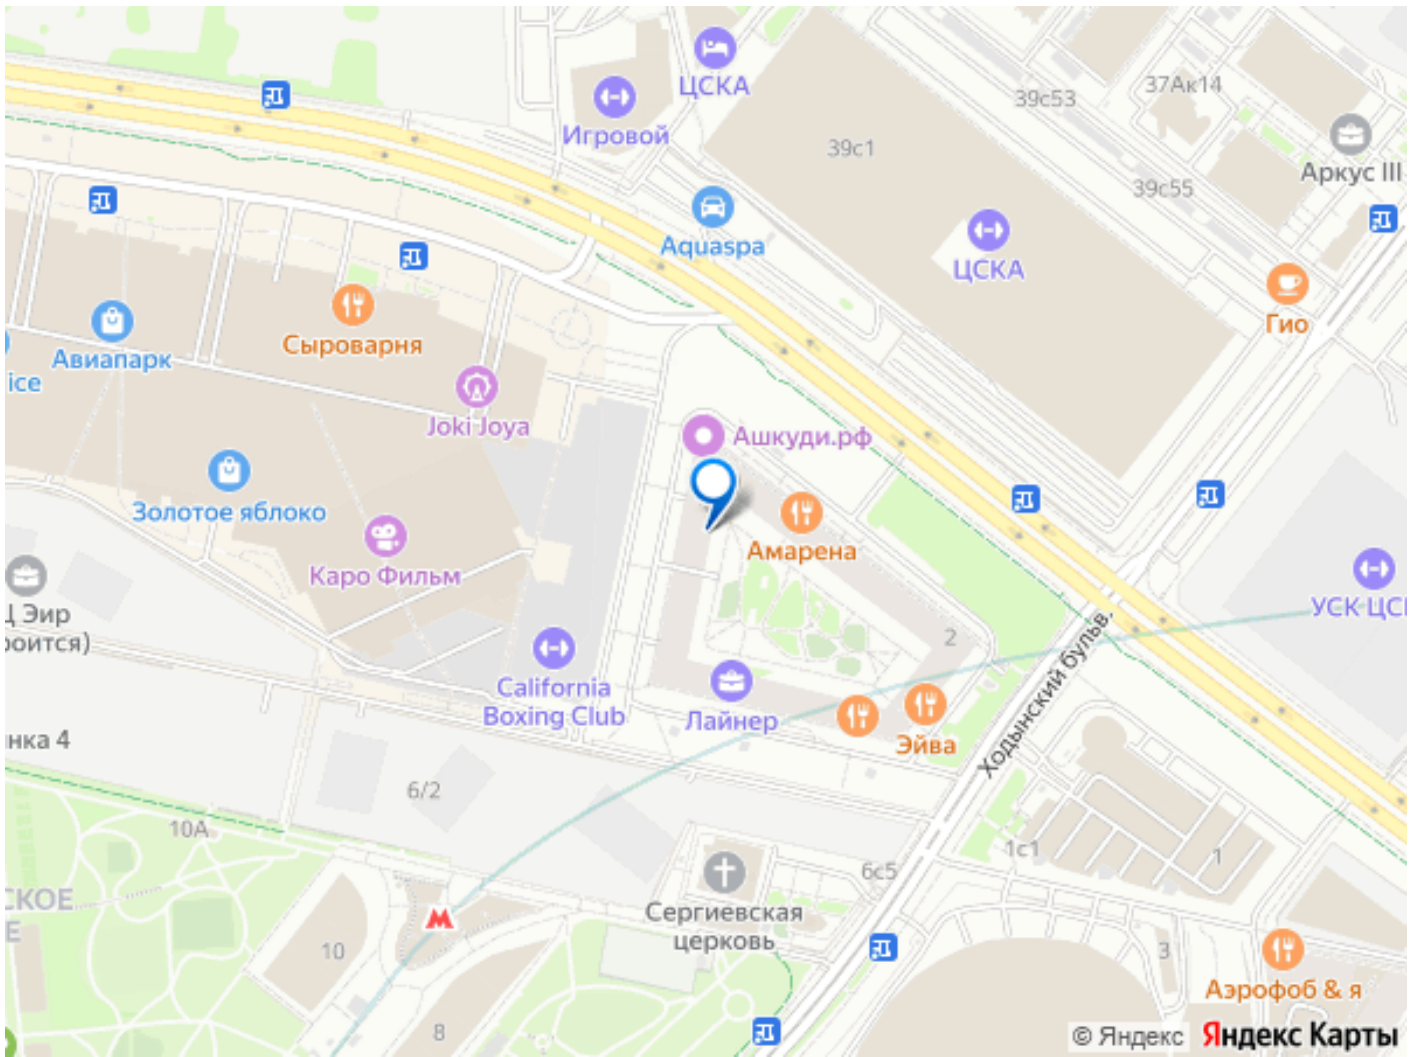 ЦСКА
37Ак14
39с53
Игровой
39с1
Аркус III
39с55
Aquaspa
ЦСКА
Сыроварня
Гио
Авиапарк
ice
Joki Joya
Ашкуди.рф
Золотое яблоко
Амарена
Каро Фильм
Ц Эир
роится)
УСК ЦСК
2
Ходынский бульв.
California
Boxing Club
Лайнер
Эйва
нка 4
6/2
10А
1с1
1
6с5
СКОЕ
Е
Сергиевская
церковь
10
3
8
Аэрофоб & я
© Яндекс Яндекс Карты